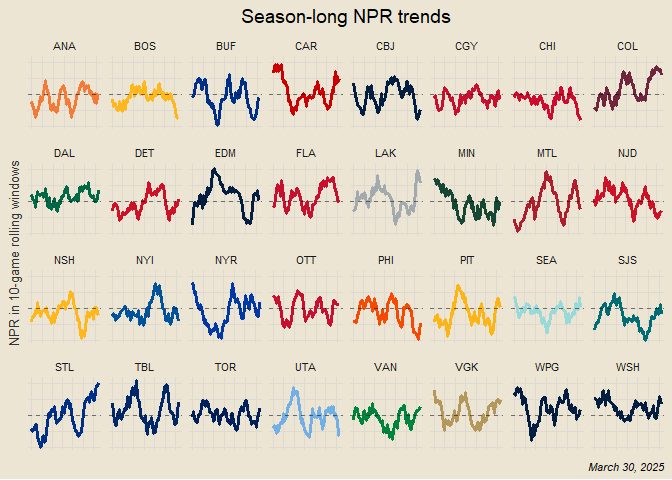 Season-long NPR trends
ANA BOS BUF CAR CBJ CGY CHI COL
DAL DET EDM FLA LAK MIN MTL NJD
NSH NYI NYR OTT PHI PIT SEA SJS
STL TBL TOR UTA VAN VGK WPG WSH
NPR in 10-game rolling windows
March 30, 2025